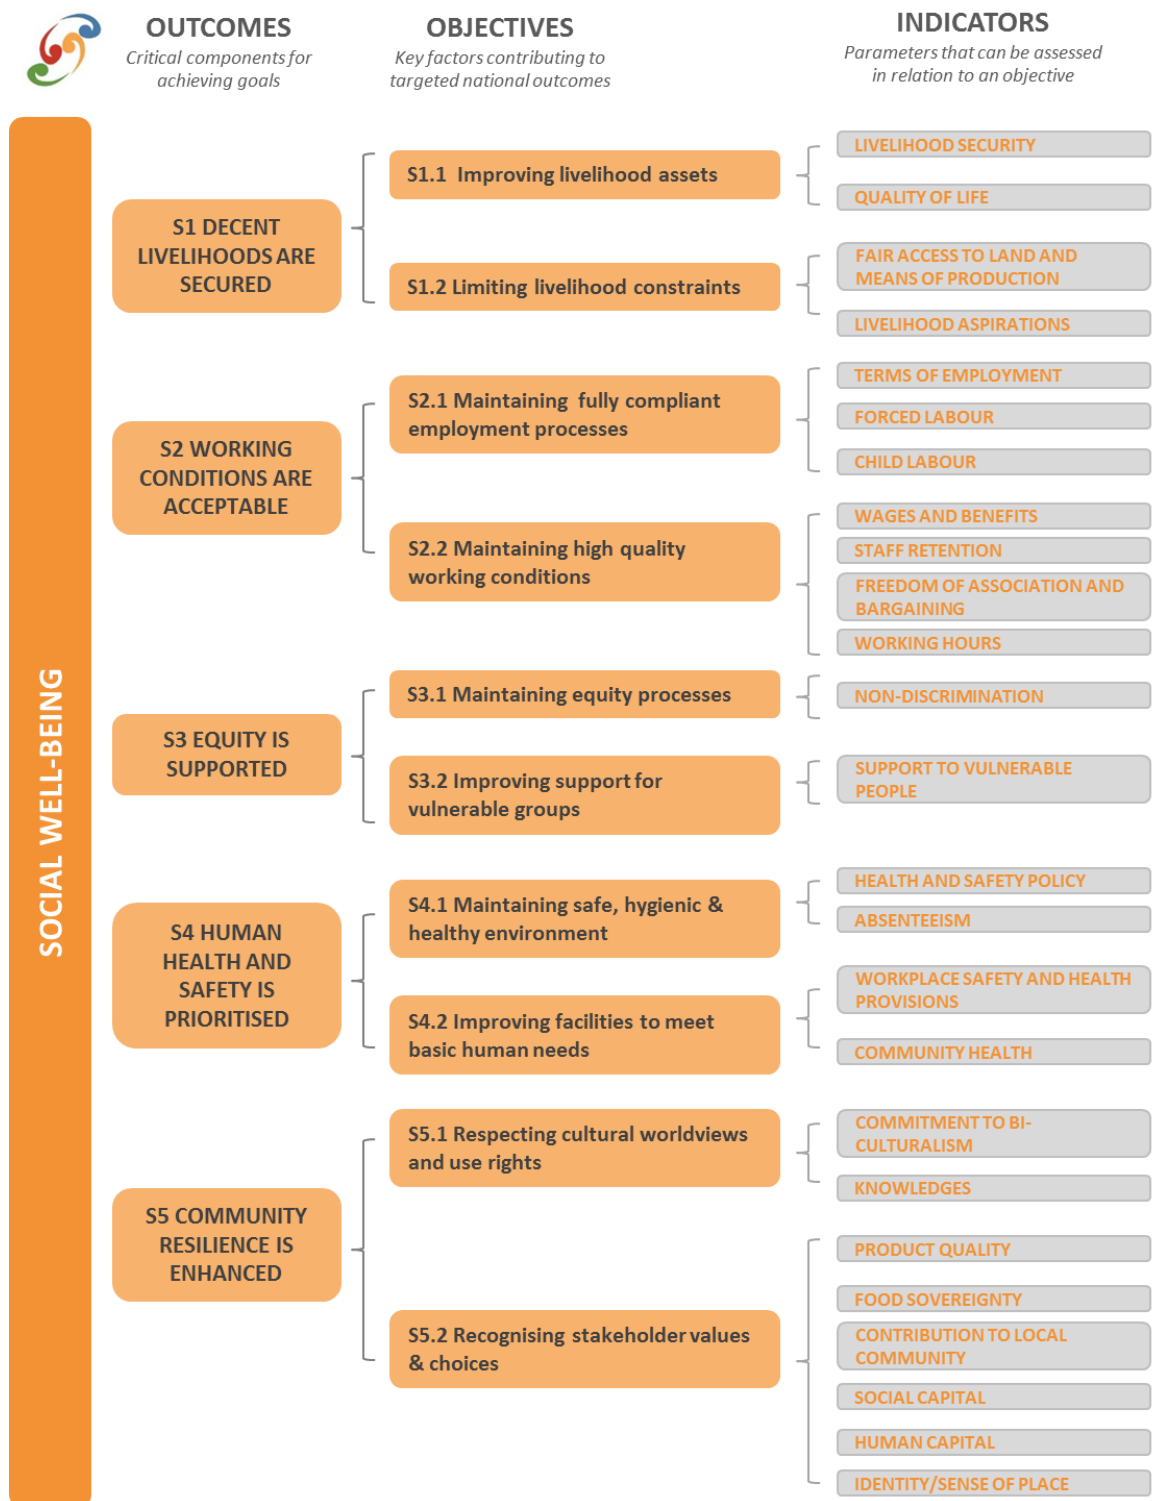 OUTCOMES
Critical components for
achieving goals
OBJECTIVES
Key factors contributing to
targeted national outcomes
INDICATORS
Parameters that can be assessed
in relation to an objective
SOCIAL WELL-BEING
S1 DECENT
LIVELIHOODS ARE
SECURED
S1.1 Improving livelihood assets
LIVELIHOOD SECURITY
QUALITY OF LIFE
S1.2 Limiting livelihood constraints
FAIR ACCESS TO LAND AND
MEANS OF PRODUCTION
LIVELIHOOD ASPIRATIONS
S2 WORKING
CONDITIONS ARE
ACCEPTABLE
S2.1 Maintaining fully compliant
employment processes
TERMS OF EMPLOYMENT
FORCED LABOUR
CHILD LABOUR
S2.2 Maintaining high quality
working conditions
WAGES AND BENEFITS
STAFF RETENTION
FREEDOM OF ASSOCIATION AND
BARGAINING
WORKING HOURS
S3 EQUITY IS
SUPPORTED
S3.1 Maintaining equity processes
NON-DISCRIMINATION
S3.2 Improving support for
vulnerable groups
SUPPORT TO VULNERABLE
PEOPLE
S4 HUMAN
HEALTH AND
SAFETY IS
PRIORITISED
S4.1 Maintaining safe, hygienic &
healthy environment
HEALTH AND SAFETY POLICY
ABSENTEEISM
S4.2 Improving facilities to meet
basic human needs
WORKPLACE SAFETY AND HEALTH
PROVISIONS
COMMUNITY HEALTH
S5 COMMUNITY
RESILIENCE IS
ENHANCED
S5.1 Respecting cultural worldviews
and use rights
COMMITMENT TO BI-
CULTURALISM
KNOWLEDGES
S5.2 Recognising stakeholder values
& choices
PRODUCT QUALITY
FOOD SOVEREIGNTY
CONTRIBUTION TO LOCAL
COMMUNITY
SOCIAL CAPITAL
HUMAN CAPITAL
IDENTITY/SENSE OF PLACE